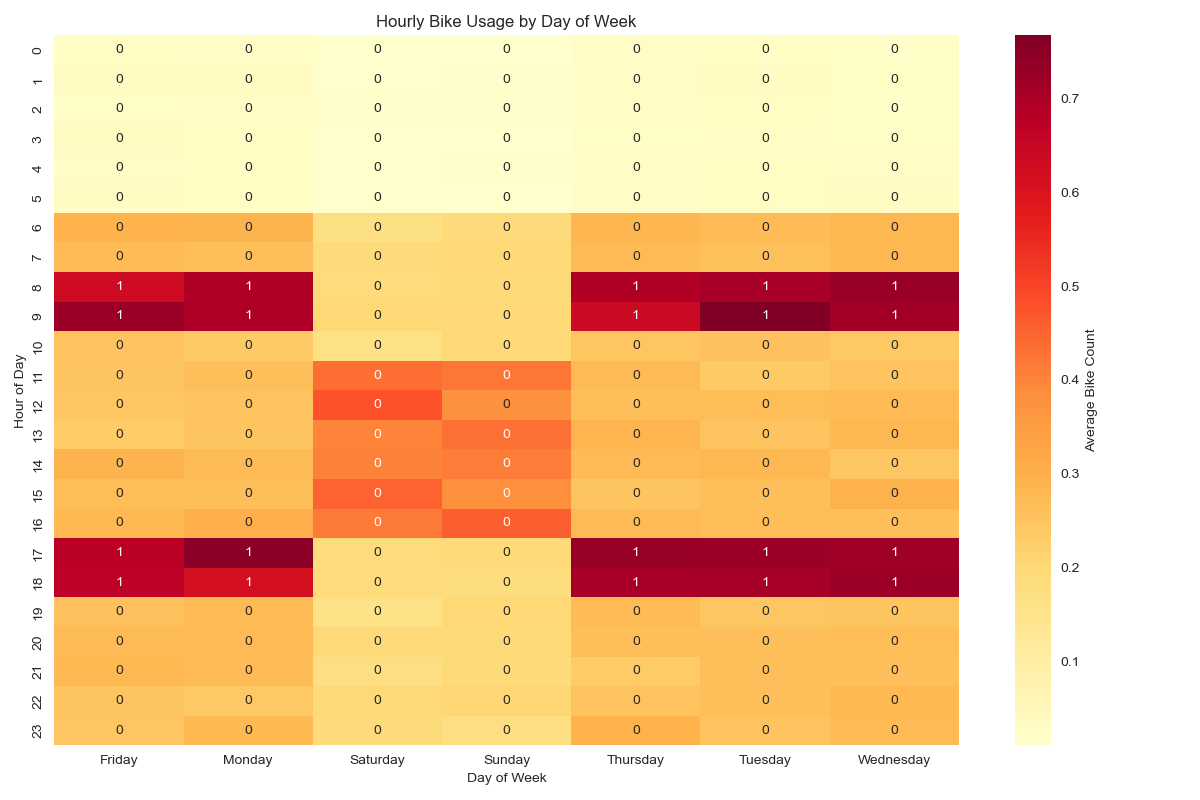 Hourly Bike Usage by Day of Week
0 0 0 0 0 0 0 0
1 0 0 0 0 0 0 0
2 0 0 0 0 0 0 0
3 0 0 0 0 0 0 0
4 0 0 0 0 0 0 0
5 0 0 0 0 0 0 0
6 0 0 0 0 0 0 0
7 0 0 0 0 0 0 0
8 1 1 0 0 1 1 1
9 1 1 0 0 1 1 1
10 0 0 0 0 0 0 0
11 0 0 0 0 0 0 0
12 0 0 0 0 0 0 0
13 0 0 0 0 0 0 0
14 0 0 0 0 0 0 0
15 0 0 0 0 0 0 0
16 0 0 0 0 0 0 0
17 1 1 0 0 1 1 1
18 1 1 0 0 1 1 1
19 0 0 0 0 0 0 0
20 0 0 0 0 0 0 0
21 0 0 0 0 0 0 0
22 0 0 0 0 0 0 0
23 0 0 0 0 0 0 0
Hour of Day
Friday Monday Saturday Sunday Thursday Tuesday Wednesday
Day of Week
0.7
0.6
0.5
0.4
0.3
0.2
0.1
Average Bike Count